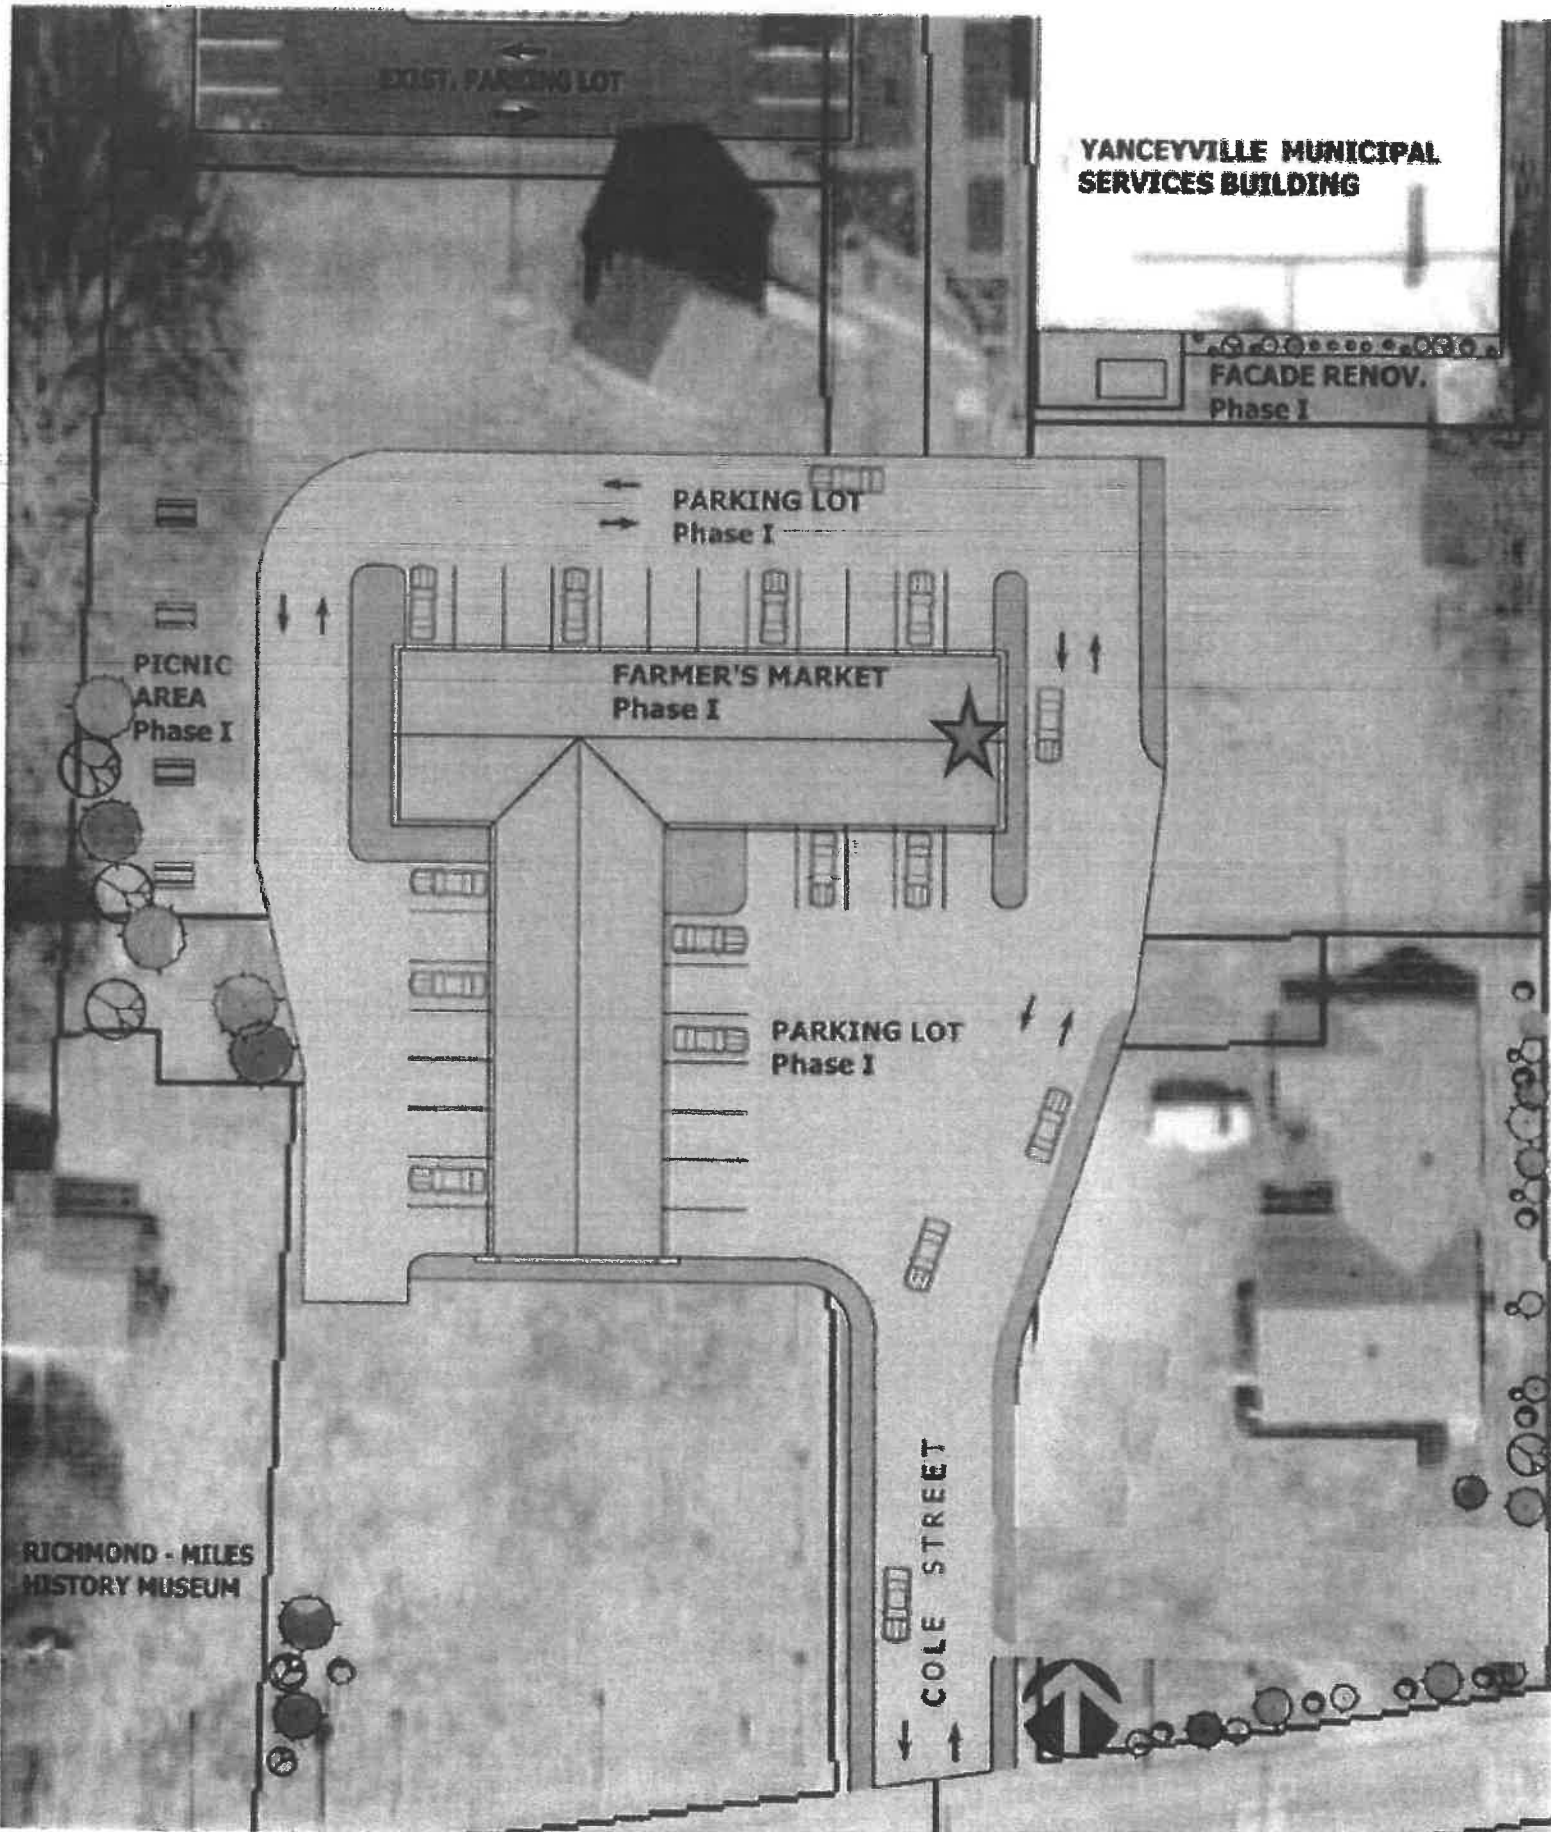 EXIST. PARKING LOT
YANCEYVILLE MUNICIPAL
SERVICES BUILDING
FACADE RENOV.
Phase I
PARKING LOT
Phase I
PICNIC
AREA
Phase I
FARMER'S MARKET
Phase I
PARKING LOT
Phase I
RICHMOND - MILES
HISTORY MUSEUM
COLE STREET